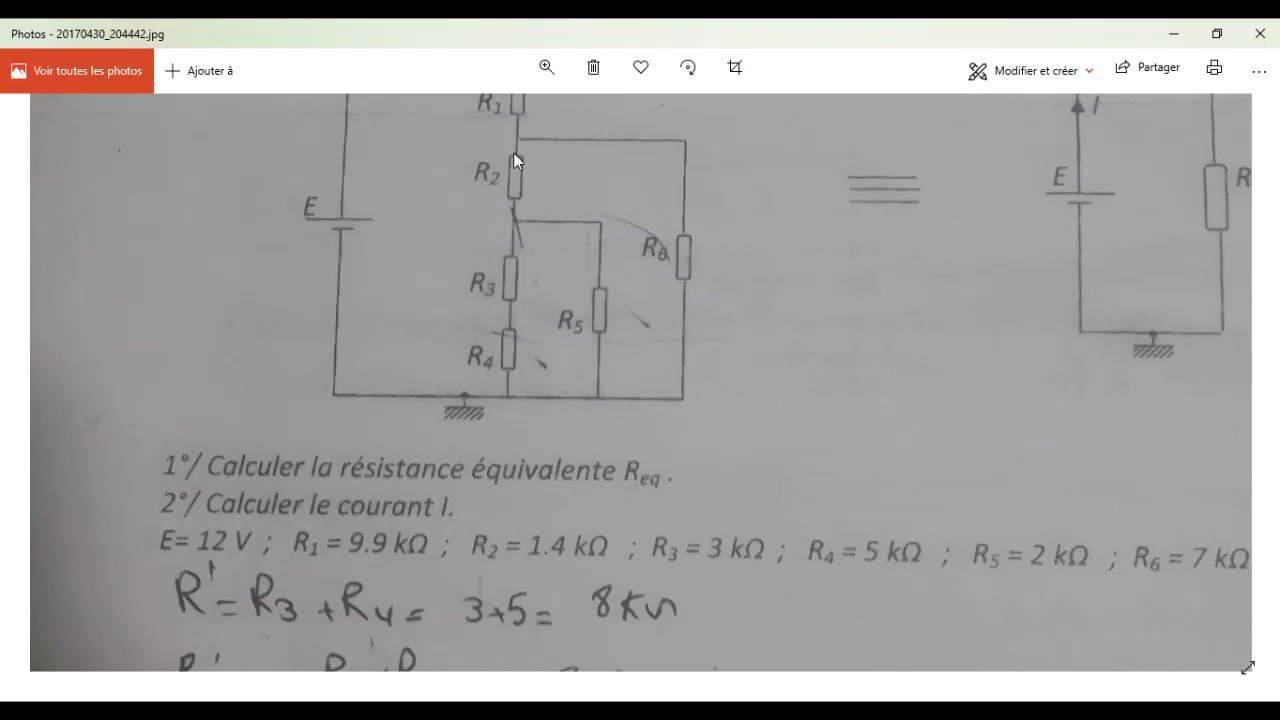 Photos - 20170430_204442.jpg
Voir toutes les photos
Ajouter à
Modifier et créer
Partager
R1
R2
E
R3
R4
R5
R6
I
E
R
1°/ Calculer la résistance équivalente Req .
2°/ Calculer le courant I.
E= 12 V ; R1 = 9.9 kΩ ; R2 = 1.4 kΩ ; R3 = 3 kΩ ; R4 = 5 kΩ ; R5 = 2 kΩ ; R6 = 7 kΩ
R' = R3 + R4 = 3+5 = 8 KΩ